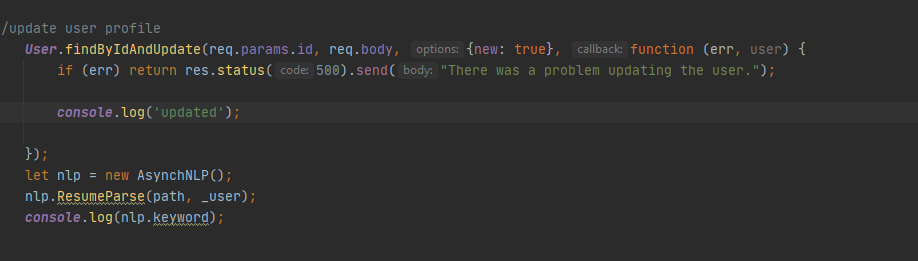 /update user profile
User.findByIdAndUpdate(req.params.id, req.body, options: {new: true}, callback: function (err, user) {
if (err) return res.status( code: 500).send( body: "There was a problem updating the user.");
console.log('updated');
});
let nlp = new AsynchNLP();
nlp.ResumeParse(path, _user);
console.log(nlp.keyword);